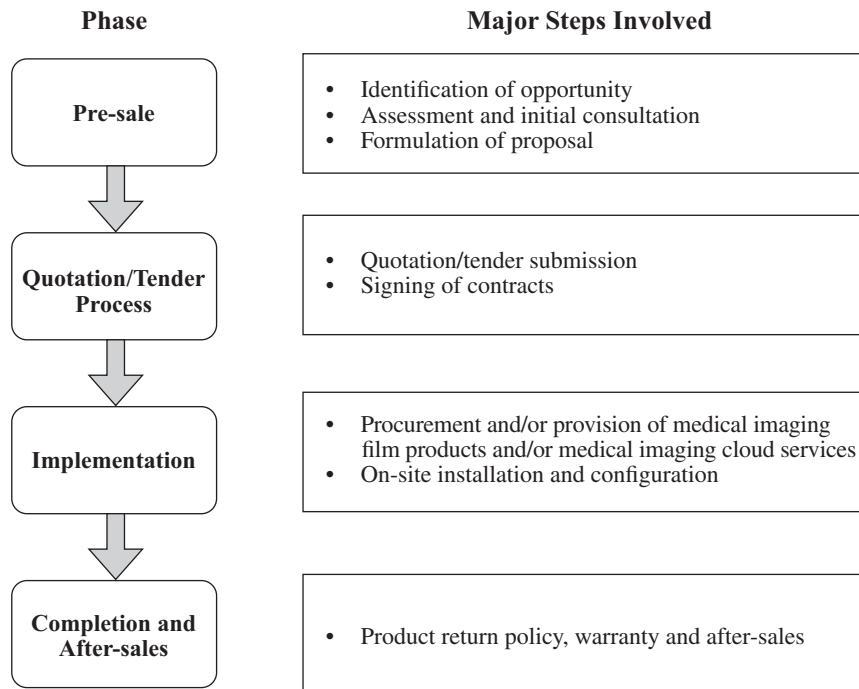 Phase
Major Steps Involved
Pre-sale
• Identification of opportunity
• Assessment and initial consultation
• Formulation of proposal
Quotation/Tender
Process
• Quotation/tender submission
• Signing of contracts
Implementation
• Procurement and/or provision of medical imaging
film products and/or medical imaging cloud services
• On-site installation and configuration
Completion and
After-sales
• Product return policy, warranty and after-sales